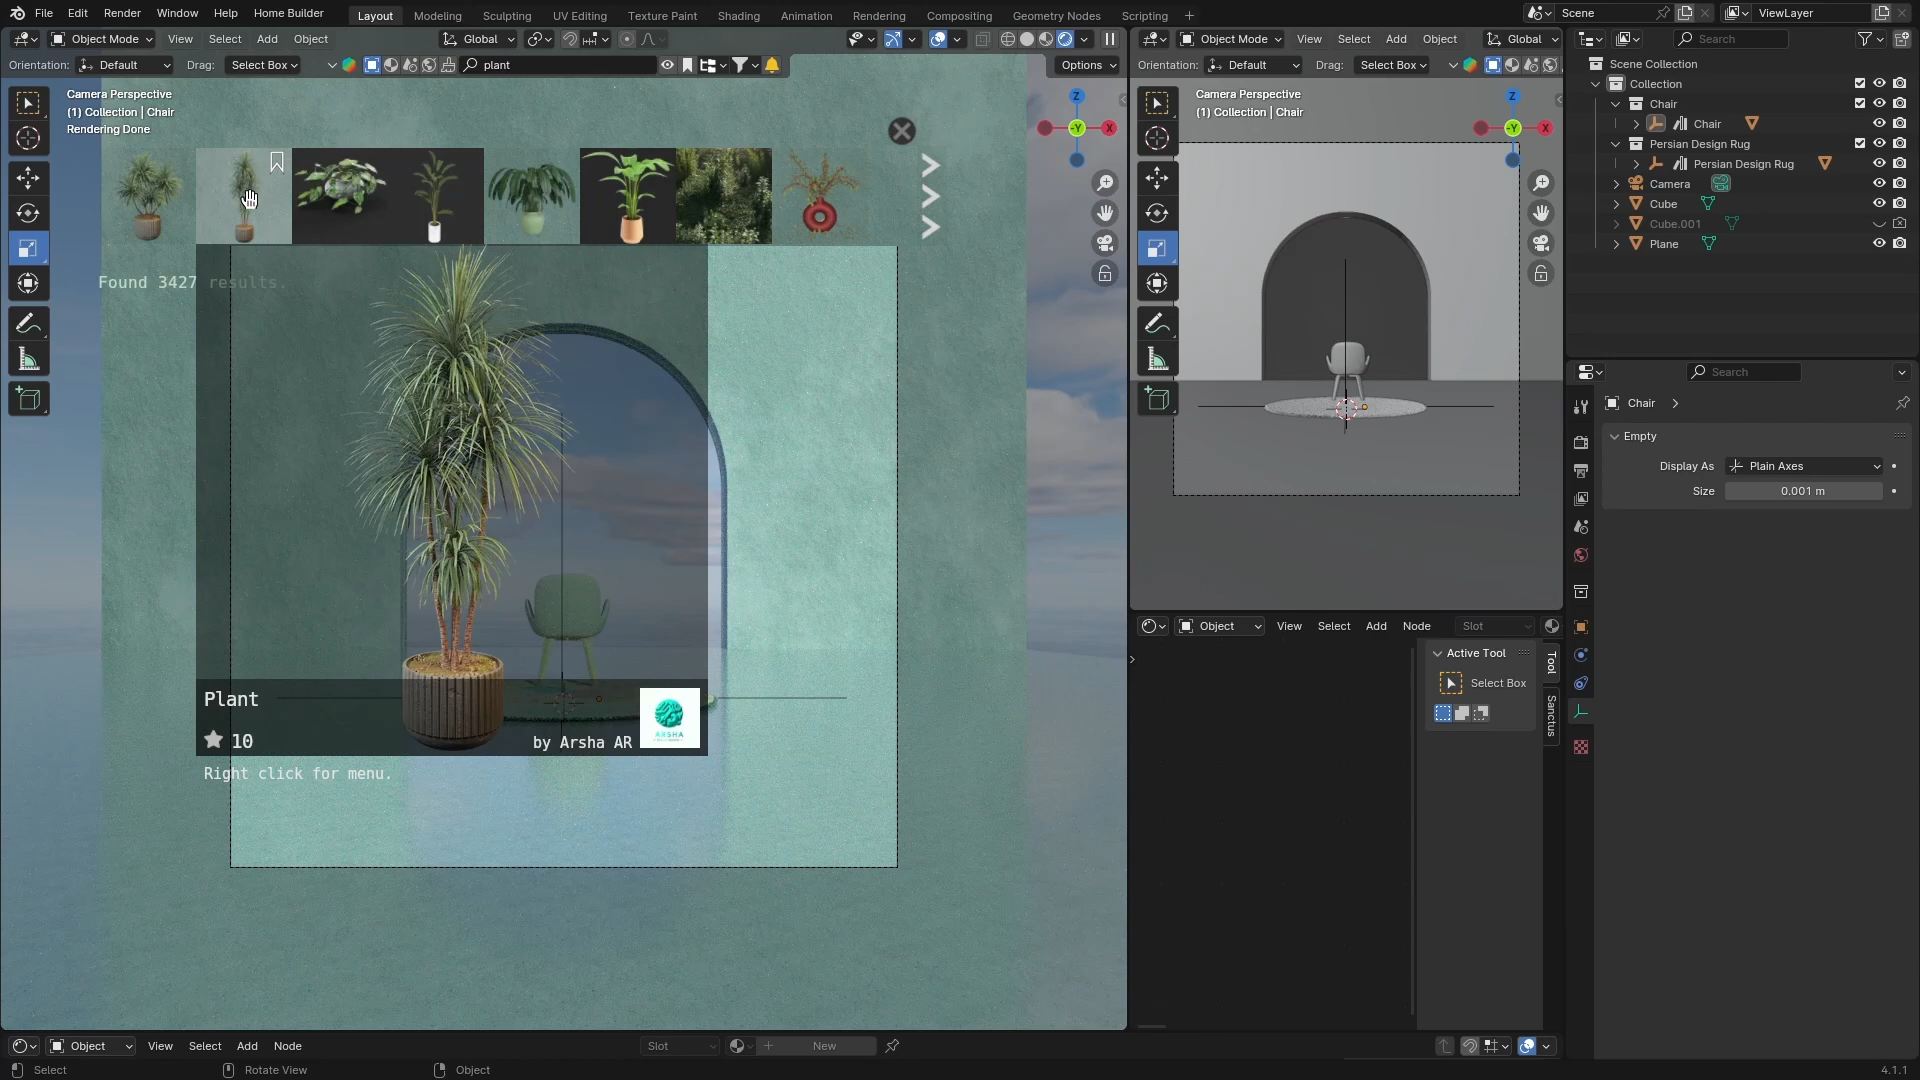 File Edit Render Window Help Home Builder Layout Modeling Sculpting UV Editing Texture Paint Shading Animation Rendering Compositing Geometry Nodes Scripting Scene ViewLayer
Object Mode View Select Add Object Global
Orientation: Default Drag: Select Box plant Options
Camera Perspective
(1) Collection | Chair
Rendering Done
Found 3427 results.
Plant
10
by Arsha AR
ARSHA
Right click for menu.
Object Mode View Select Add Object Global
Orientation: Default Drag: Select Box
Camera Perspective
(1) Collection | Chair
Object View Select Add Node Slot
Active Tool
Select Box
Tool
Sanctus
Search
Scene Collection
Collection
Chair
Chair
Persian Design Rug
Persian Design Rug
Camera
Cube
Cube.001
Plane
Search
Chair
Empty
Display As Plain Axes
Size 0.001 m
Object View Select Add Node Slot New
Select Rotate View Object 4.1.1
Z
-Y
X
Z
-Y
X